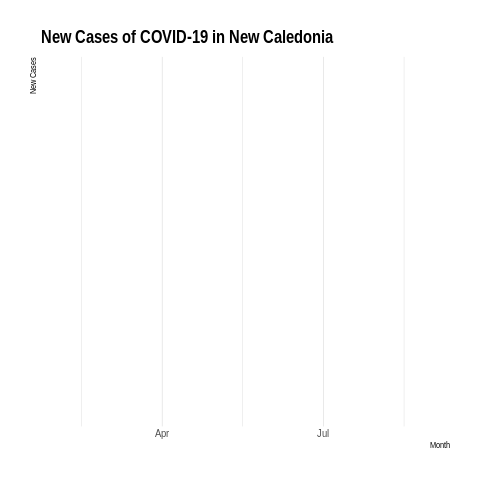 New Cases of COVID-19 in New Caledonia
New Cases
Apr
Jul
Month